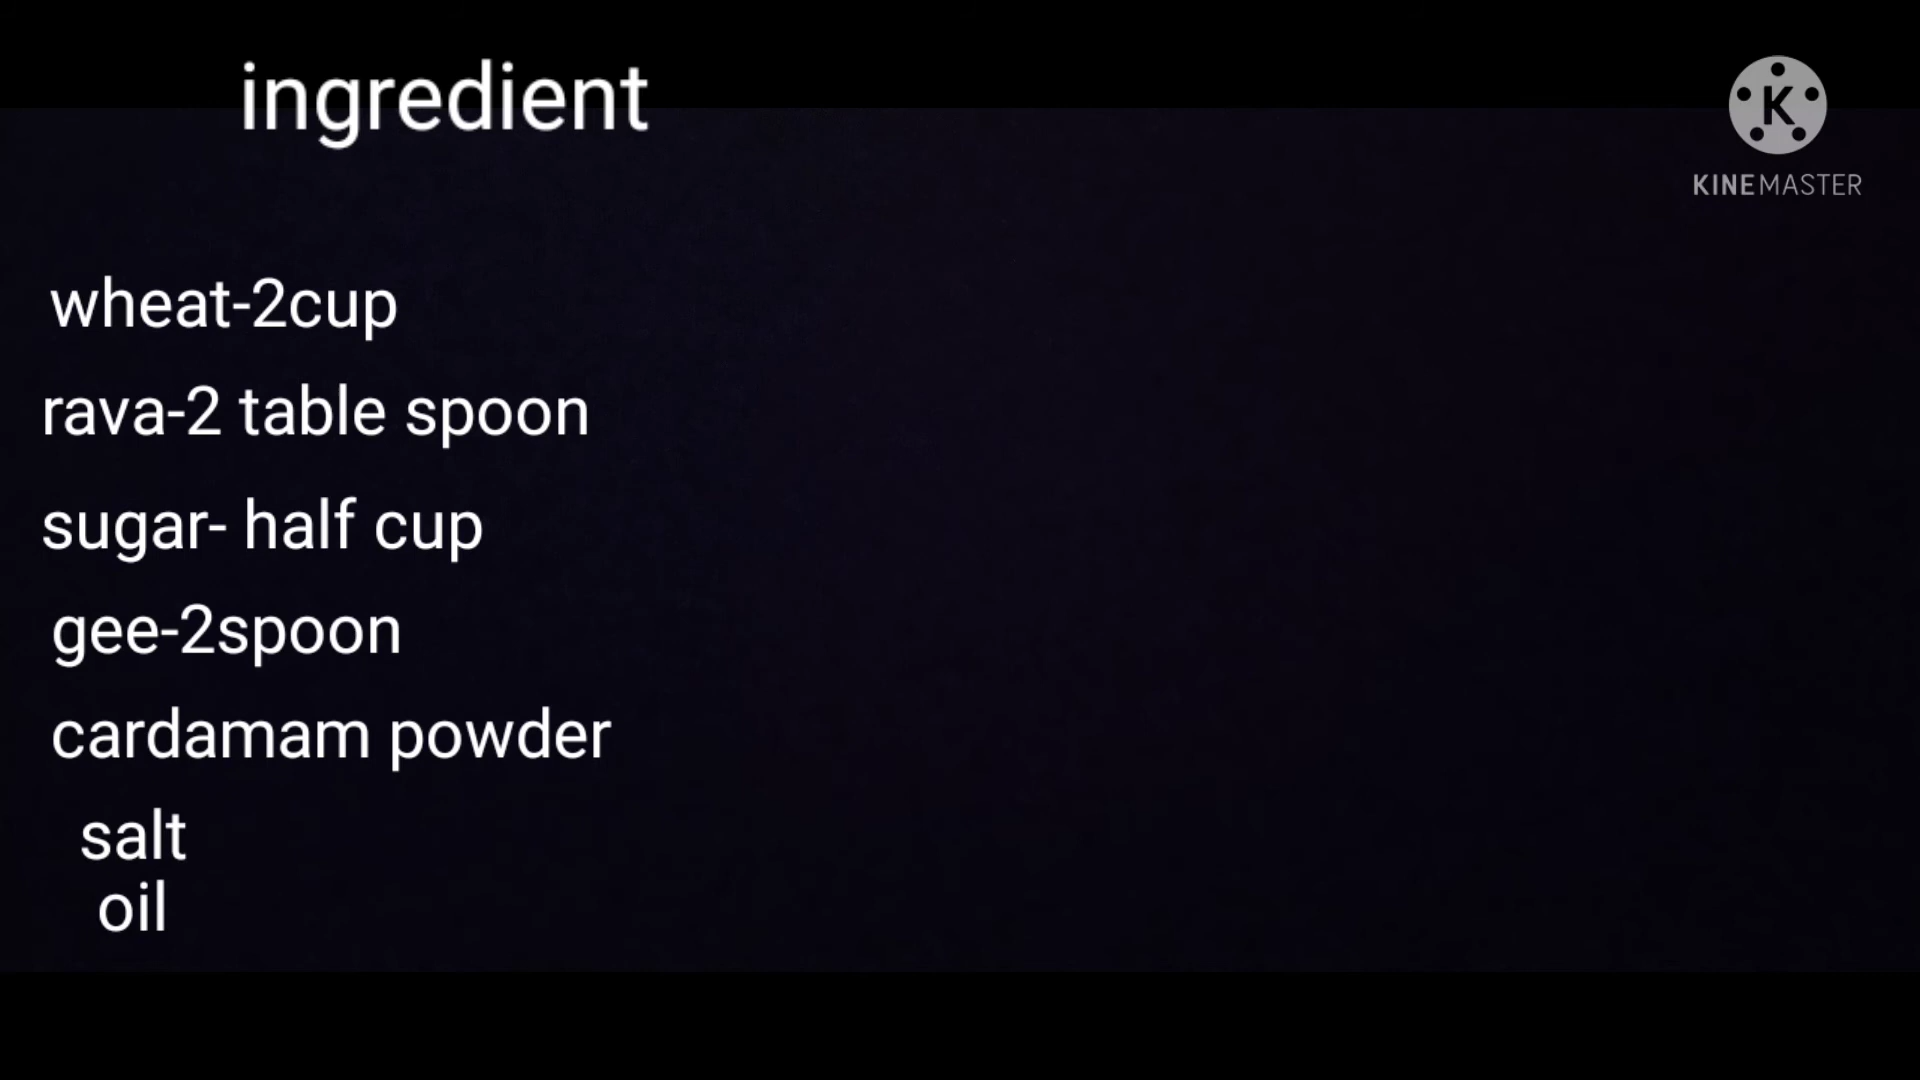 ingredient
KINEMASTER
wheat-2cup
rava-2 table spoon
sugar- half cup
gee-2spoon
cardamam powder
salt
oil